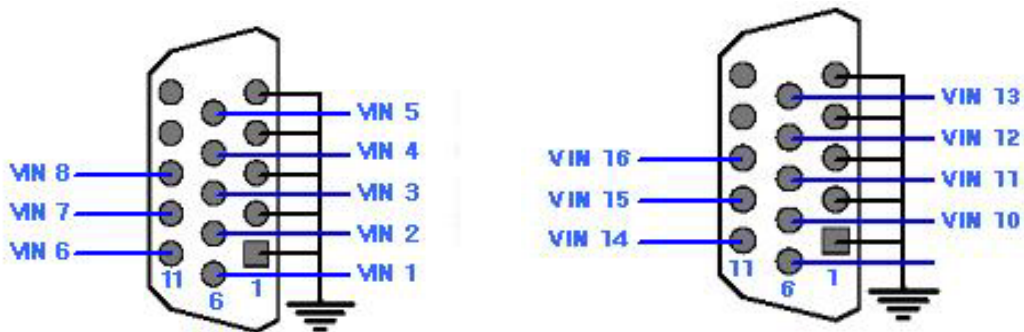 VIN 5
VIN 4
VIN 8
VIN 3
VIN 7
VIN 2
VIN 6
VIN 1
11
6
1
VIN 13
VIN 12
VIN 16
VIN 11
VIN 15
VIN 10
VIN 14
11
6
1